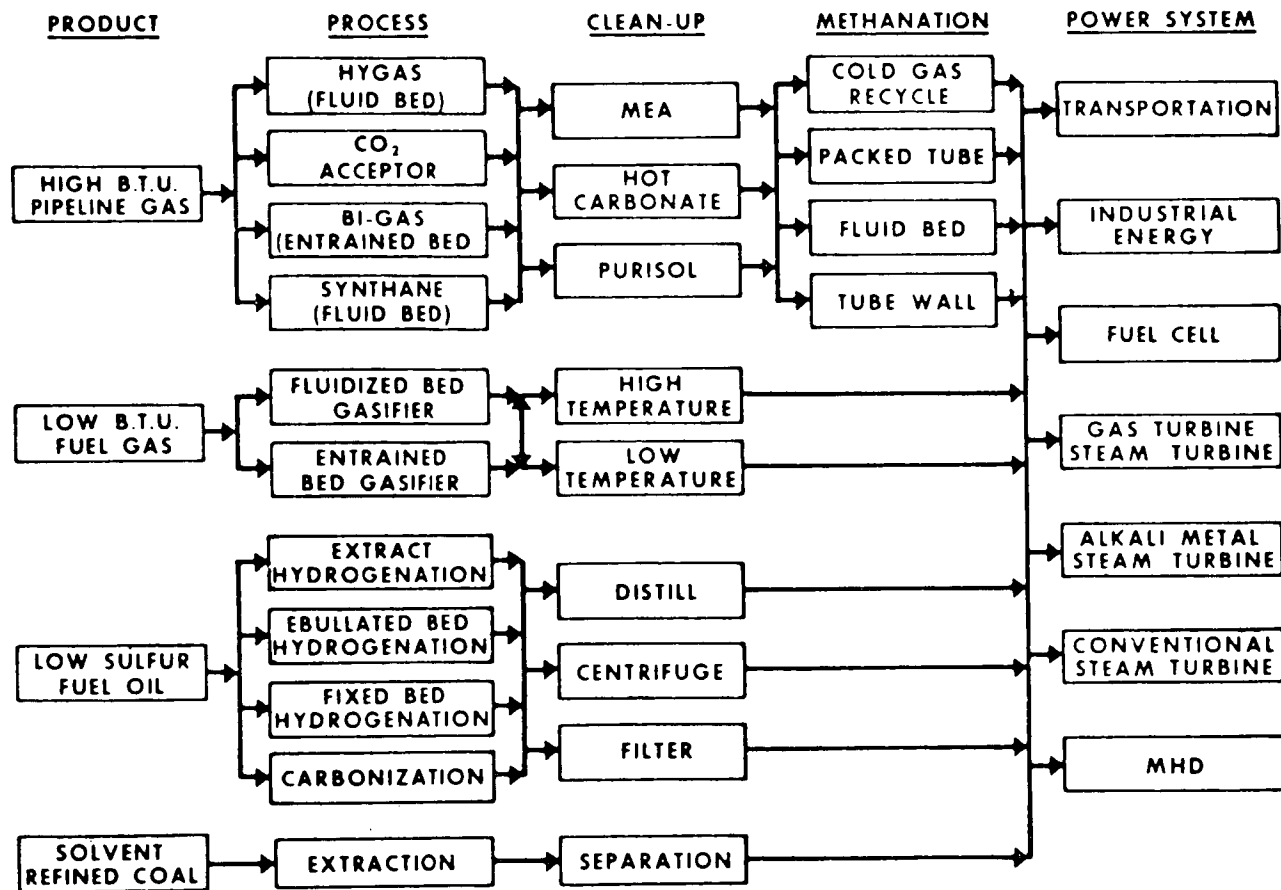 PRODUCT PROCESS CLEAN-UP METHANATION POWER SYSTEM
HIGH B.T.U.
PIPELINE GAS
HYGAS
(FLUID BED)
CO₂
ACCEPTOR
BI-GAS
(ENTRAINED BED
SYNTHANE
(FLUID BED)
MEA
HOT
CARBONATE
PURISOL
COLD GAS
RECYCLE
PACKED TUBE
FLUID BED
TUBE WALL
LOW B.T.U.
FUEL GAS
FLUIDIZED BED
GASIFIER
ENTRAINED
BED GASIFIER
HIGH
TEMPERATURE
LOW
TEMPERATURE
LOW SULFUR
FUEL OIL
EXTRACT
HYDROGENATION
EBULLATED BED
HYDROGENATION
FIXED BED
HYDROGENATION
CARBONIZATION
DISTILL
CENTRIFUGE
FILTER
SOLVENT
REFINED COAL
EXTRACTION
SEPARATION
TRANSPORTATION
INDUSTRIAL
ENERGY
FUEL CELL
GAS TURBINE
STEAM TURBINE
ALKALI METAL
STEAM TURBINE
CONVENTIONAL
STEAM TURBINE
MHD